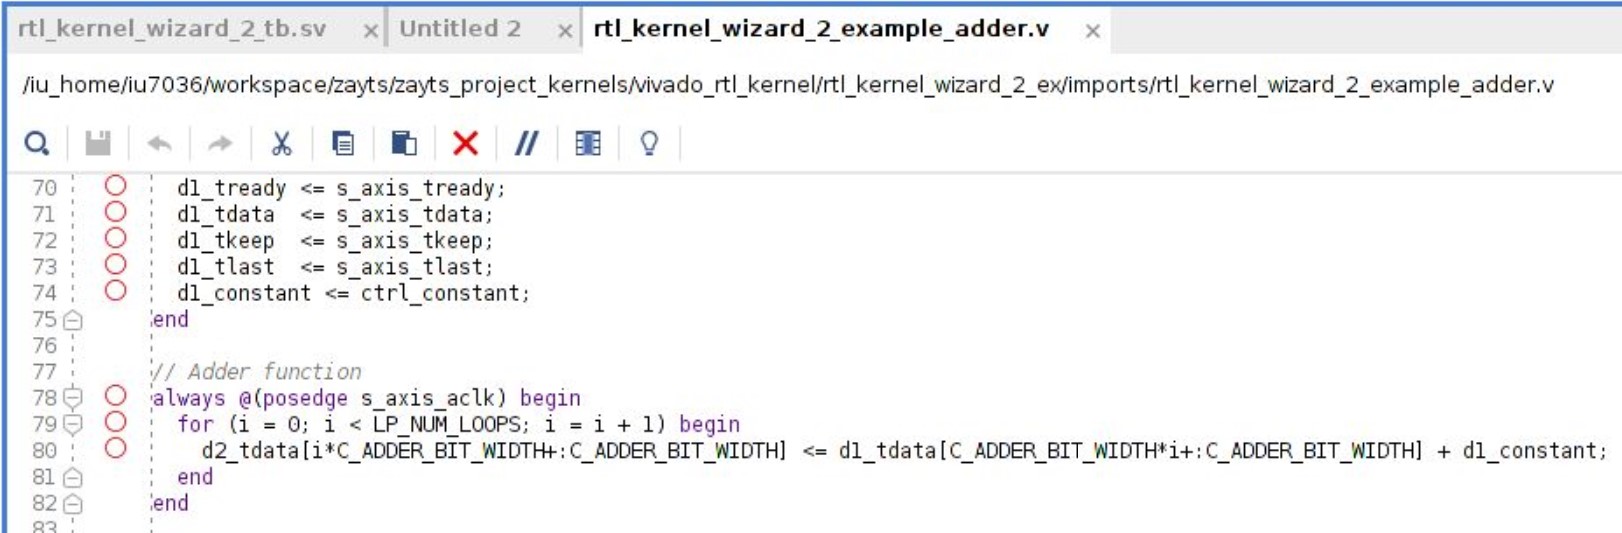 rtl_kernel_wizard_2_tb.sv × Untitled 2 × rtl_kernel_wizard_2_example_adder.v ×
/iu_home/iu7036/workspace/zayts/zayts_project_kernels/vivado_rtl_kernel/rtl_kernel_wizard_2_ex/imports/rtl_kernel_wizard_2_example_adder.v
70 d1_tready <= s_axis_tready;
71 d1_tdata  <= s_axis_tdata;
72 d1_tkeep  <= s_axis_tkeep;
73 d1_tlast  <= s_axis_tlast;
74 d1_constant <= ctrl_constant;
75 end
76
77 // Adder function
78 always @(posedge s_axis_aclk) begin
79 for (i = 0; i < LP_NUM_LOOPS; i = i + 1) begin
80 d2_tdata[i*C_ADDER_BIT_WIDTH+:C_ADDER_BIT_WIDTH] <= d1_tdata[C_ADDER_BIT_WIDTH*i+:C_ADDER_BIT_WIDTH] + d1_constant;
81 end
82 end
83